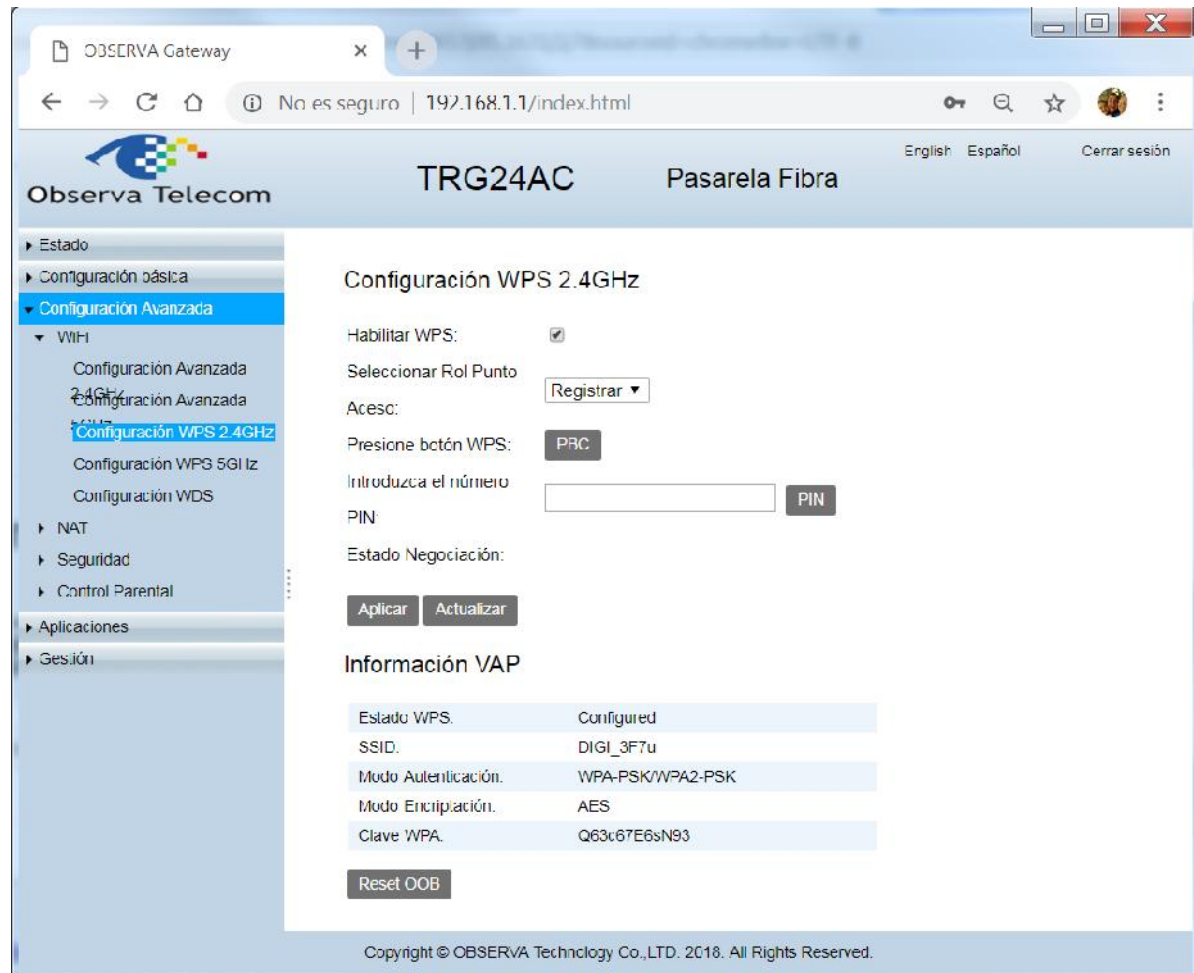 OBSERVA Gateway
No es seguro | 192.168.1.1/index.html
Observa Telecom
TRG24AC Pasarela Fibra
English Español Cerrar sesión
Estado
Configuración básica
Configuración Avanzada
WiFi
Configuración Avanzada
2.4GHz
Configuración Avanzada
5GHz
Configuración WPS 2.4GHz
Configuración WPS 5GHz
Configuración WDS
NAT
Seguridad
Control Parental
Aplicaciones
Gestión
Configuración WPS 2.4GHz
Habilitar WPS:
Seleccionar Rol Punto
Aceso:
Registrar
Presione botón WPS: PBC
Introduzca el número
PIN:
PIN
Estado Negociación:
Aplicar Actualizar
Información VAP
Estado WPS. Configured
SSID. DIGI_3F7u
Modo Autenticación. WPA-PSK/WPA2-PSK
Modo Encriptación. AES
Clave WPA. Q63c67E6sN93
Reset OOB
Copyright © OBSERVA Technology Co.,LTD. 2018. All Rights Reserved.